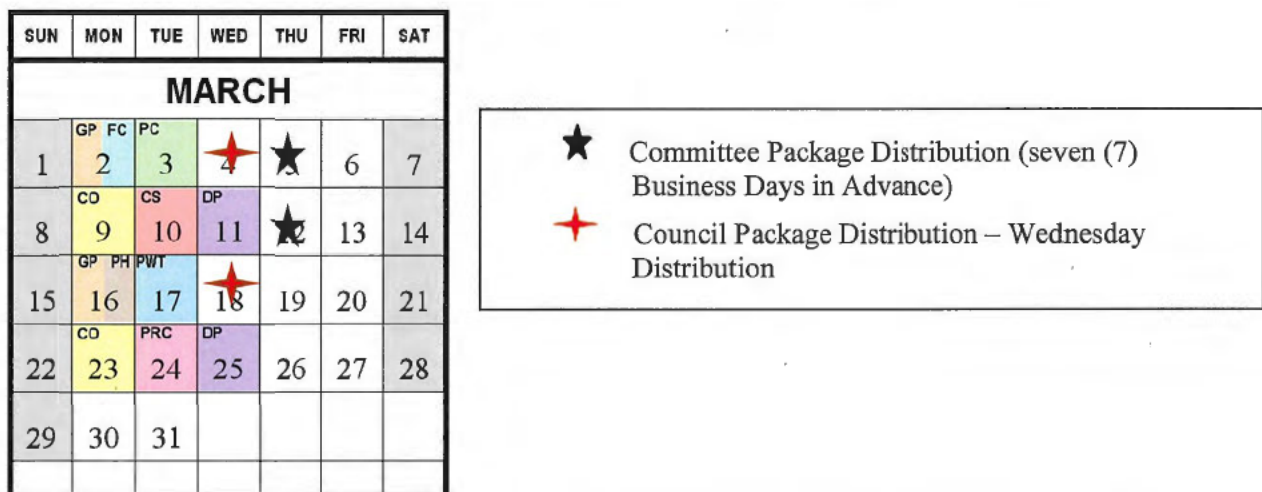 SUN MON TUE WED THU FRI SAT
MARCH
GP FC PC
1 2 3 4 5 6 7
CO CS DP
8 9 10 11 12 13 14
GP PH PWT
15 16 17 18 19 20 21
CO PRC DP
22 23 24 25 26 27 28
29 30 31
Committee Package Distribution (seven (7)
Business Days in Advance)
Council Package Distribution – Wednesday
Distribution